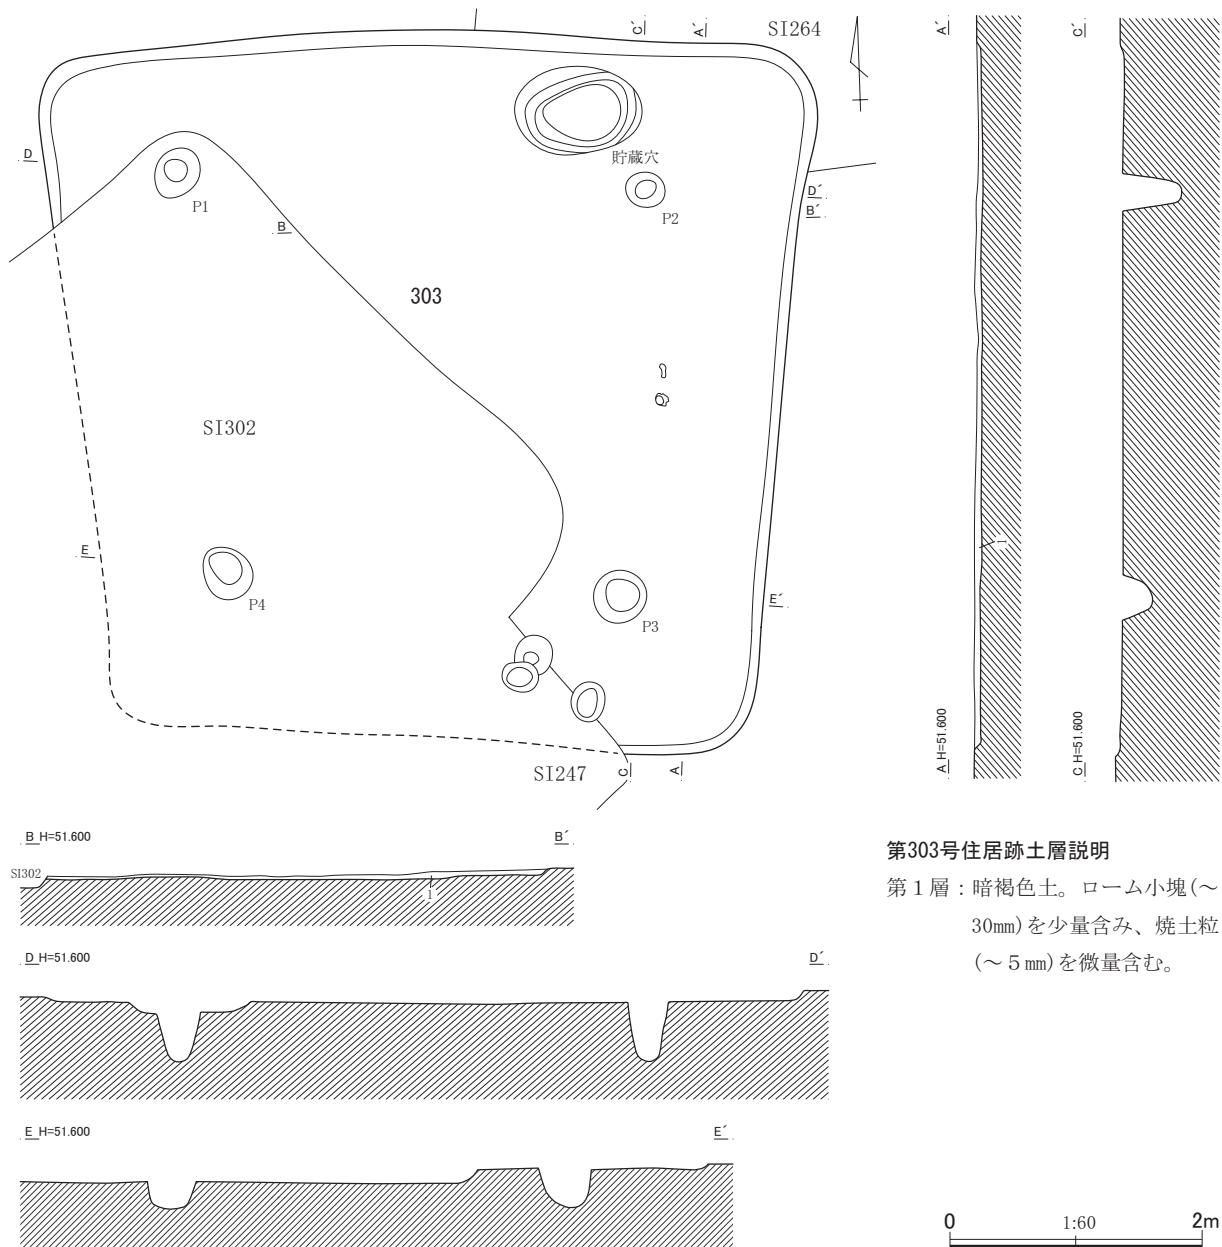 C´
A´
SI264
A´
C´
D
貯蔵穴
D´
B´
P1
P2
B
303
SI302
E
P4
E´
P3
1
SI247
C
A
A H=51.600
C H=51.600
B H=51.600
B´
SI302
1
D H=51.600
D´
E H=51.600
E´
第303号住居跡土層説明
第１層：暗褐色土。ローム小塊(～
30㎜)を少量含み、焼土粒
(～５㎜)を微量含む。
0
1:60
2m